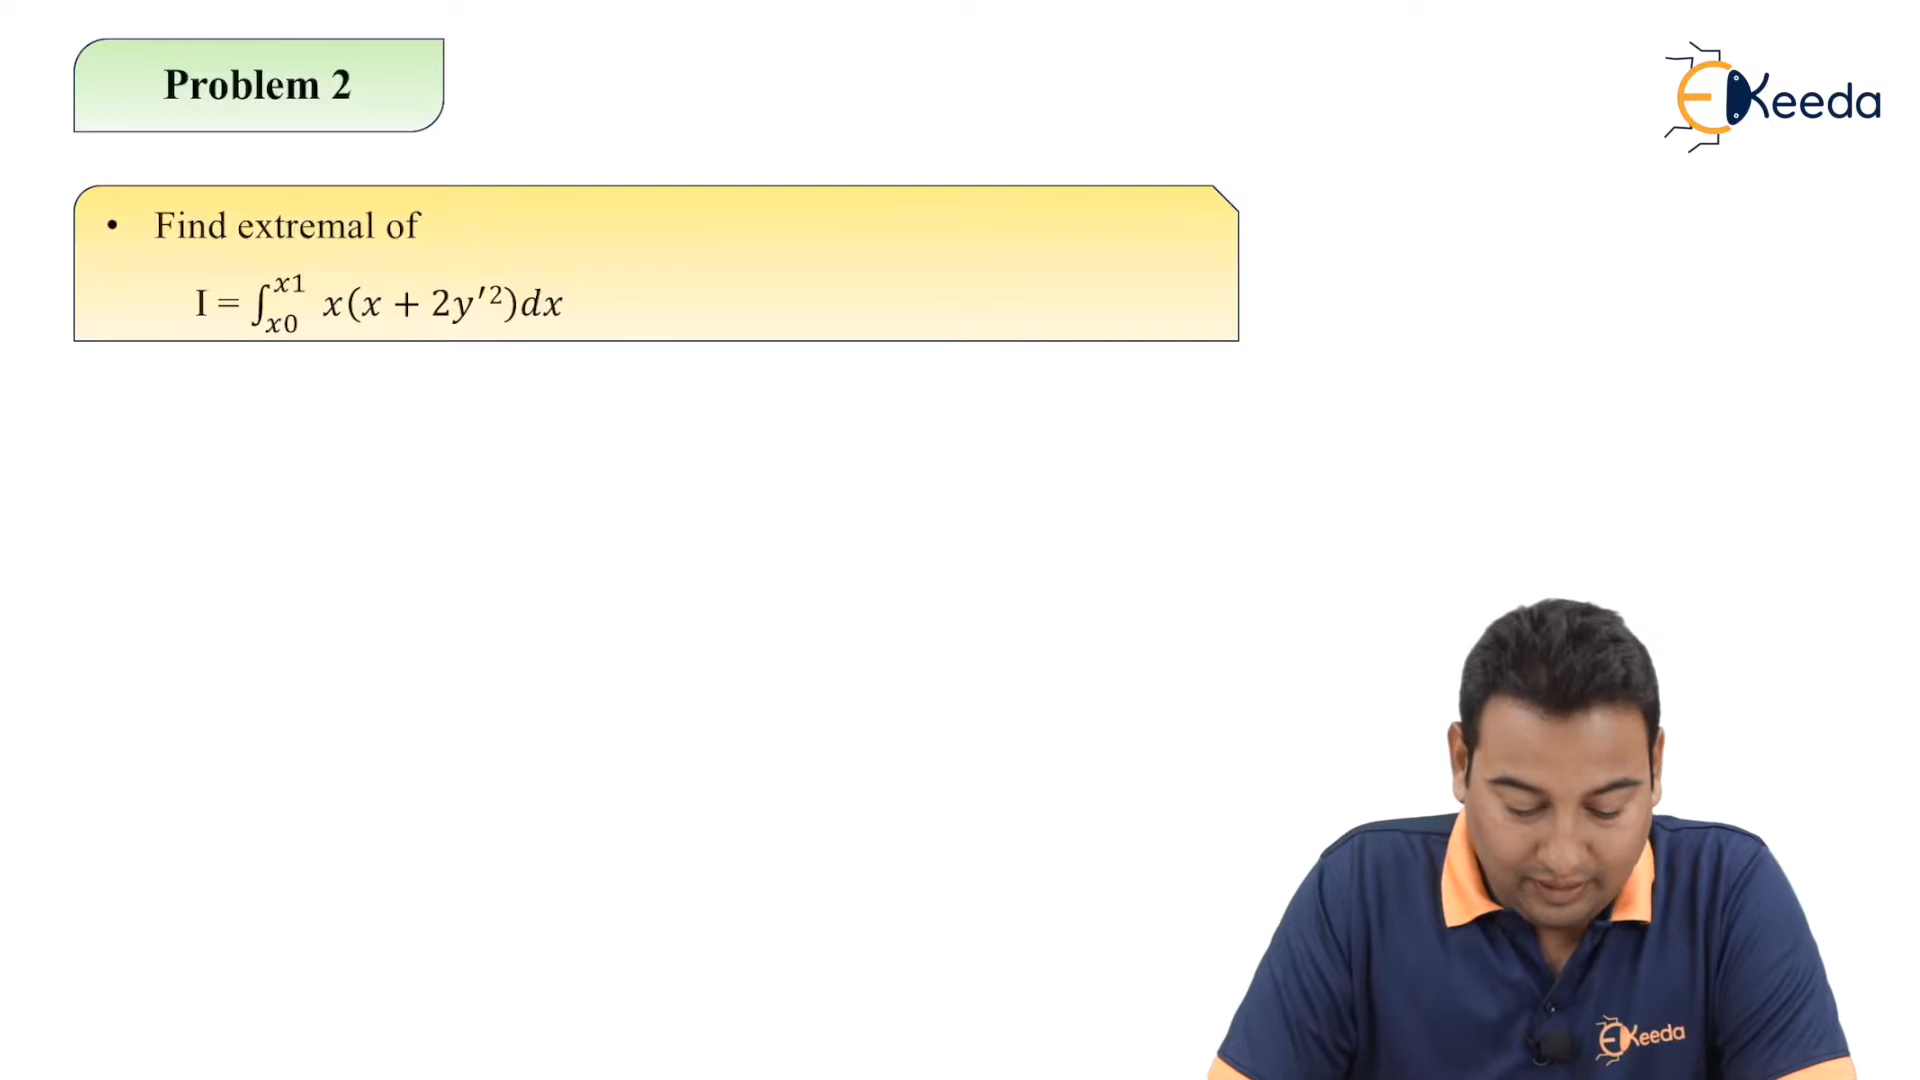 Problem 2
EKeeda
• Find extremal of
I = ∫_{x0}^{x1} x(x + 2y′²)dx
EKeeda